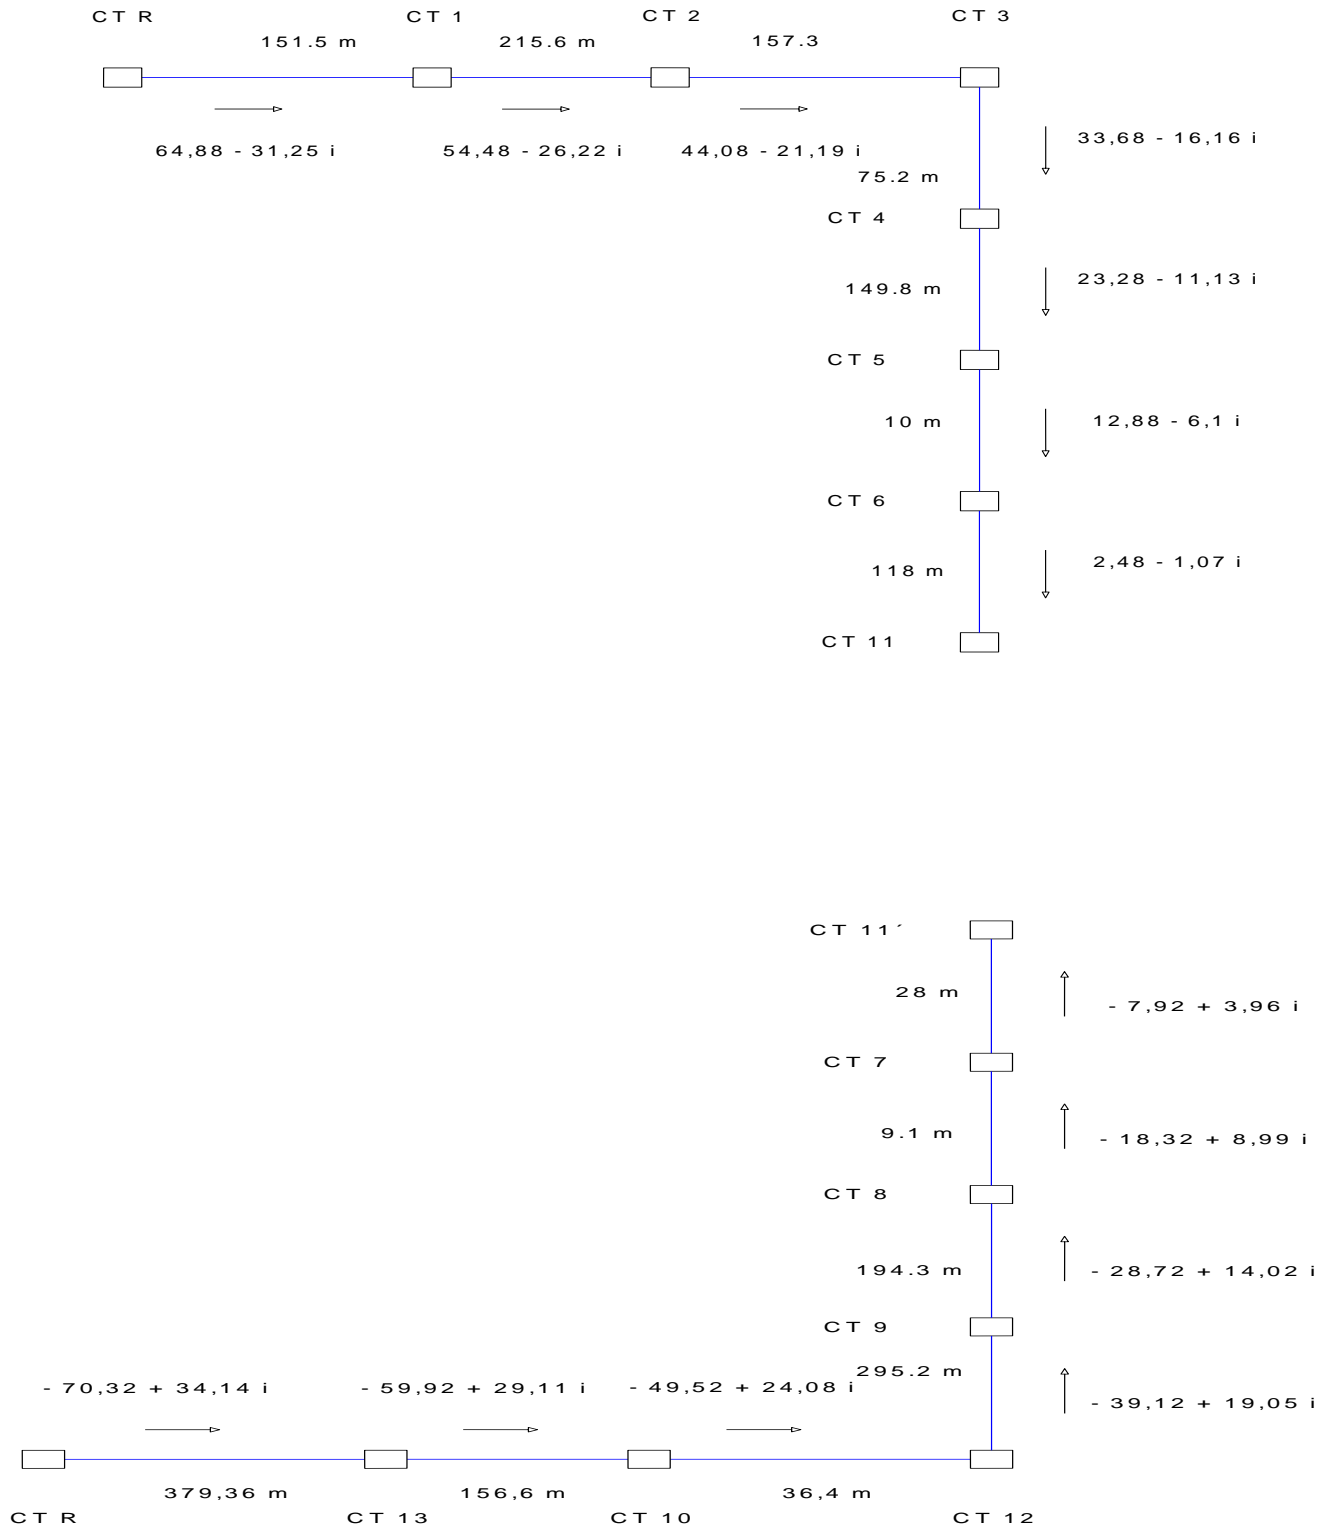 CT R
CT 1
CT 2
CT 3
151.5 m
215.6 m
157.3
64,88 - 31,25 i
54,48 - 26,22 i
44,08 - 21,19 i
33,68 - 16,16 i
75.2 m
CT 4
23,28 - 11,13 i
149.8 m
CT 5
10 m
12,88 - 6,1 i
CT 6
118 m
2,48 - 1,07 i
CT 11
CT 11´
28 m
- 7,92 + 3,96 i
CT 7
9.1 m
- 18,32 + 8,99 i
CT 8
194.3 m
- 28,72 + 14,02 i
CT 9
295.2 m
- 39,12 + 19,05 i
- 70,32 + 34,14 i
- 59,92 + 29,11 i
- 49,52 + 24,08 i
379,36 m
156,6 m
36,4 m
CT R
CT 13
CT 10
CT 12